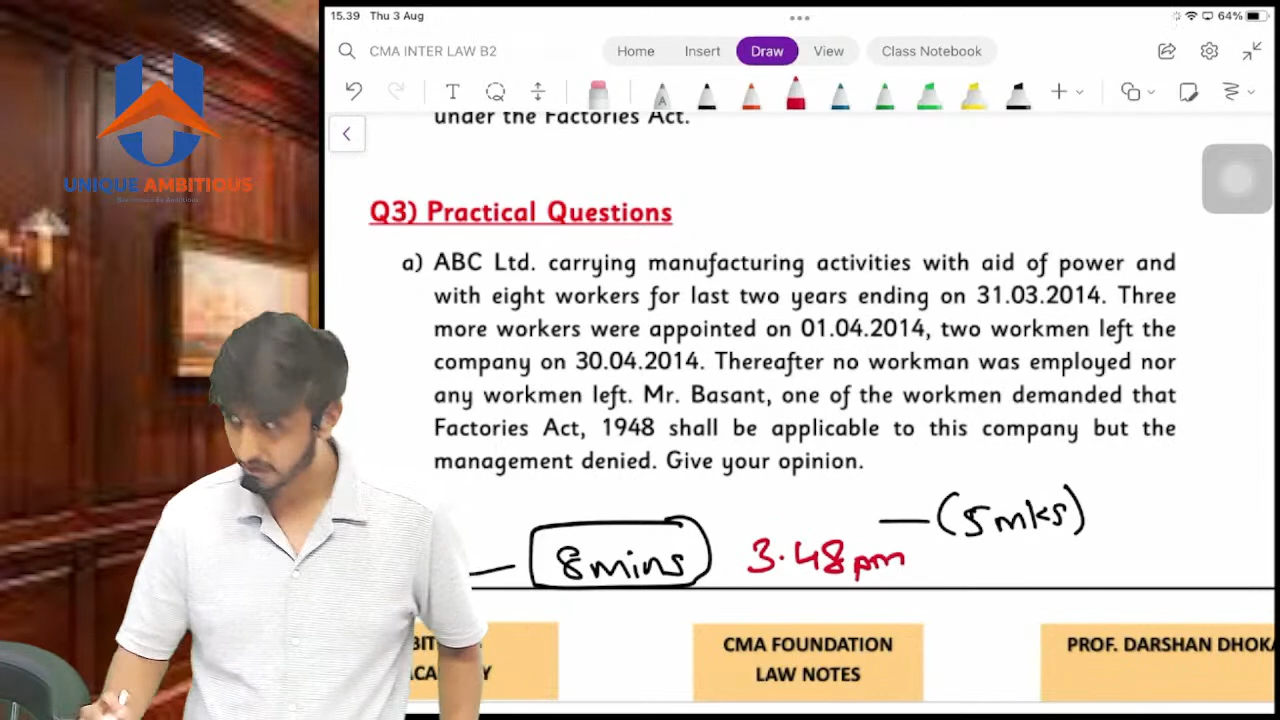 15.39 Thu 3 Aug
64%
CMA INTER LAW B2
Home Insert Draw View Class Notebook
UNIQUE AMBITIOUS
under the Factories Act.
Q3) Practical Questions
a) ABC Ltd. carrying manufacturing activities with aid of power and
with eight workers for last two years ending on 31.03.2014. Three
more workers were appointed on 01.04.2014, two workmen left the
company on 30.04.2014. Thereafter no workman was employed nor
any workmen left. Mr. Basant, one of the workmen demanded that
Factories Act, 1948 shall be applicable to this company but the
management denied. Give your opinion.
— (5mks)
— 8mins 3.48pm
CMA FOUNDATION
LAW NOTES
PROF. DARSHAN DHOKA